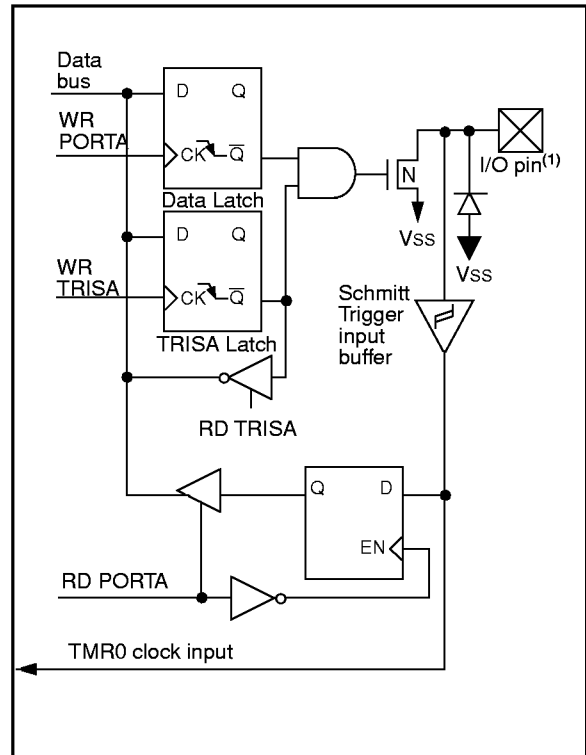 Data
bus
D Q
WR
PORTA
CK Q
Data Latch
N
I/O pin(1)
VSS
VSS
D Q
WR
TRISA
CK Q
TRISA Latch
Schmitt
Trigger
input
buffer
RD TRISA
Q D
EN
RD PORTA
TMR0 clock input